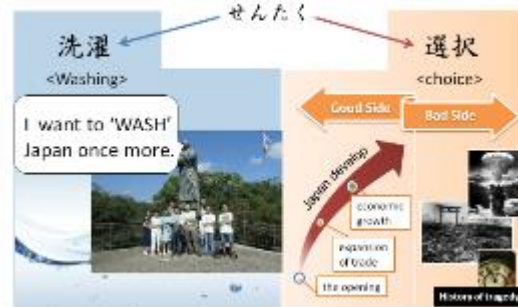 せんたく
洗濯
<Washing>
I want to 'WASH'
Japan once more.
選択
<choice>
Good Side
Bad Side
Japan develop
economic
growth
expansion
of trade
the opening
History of tragedy